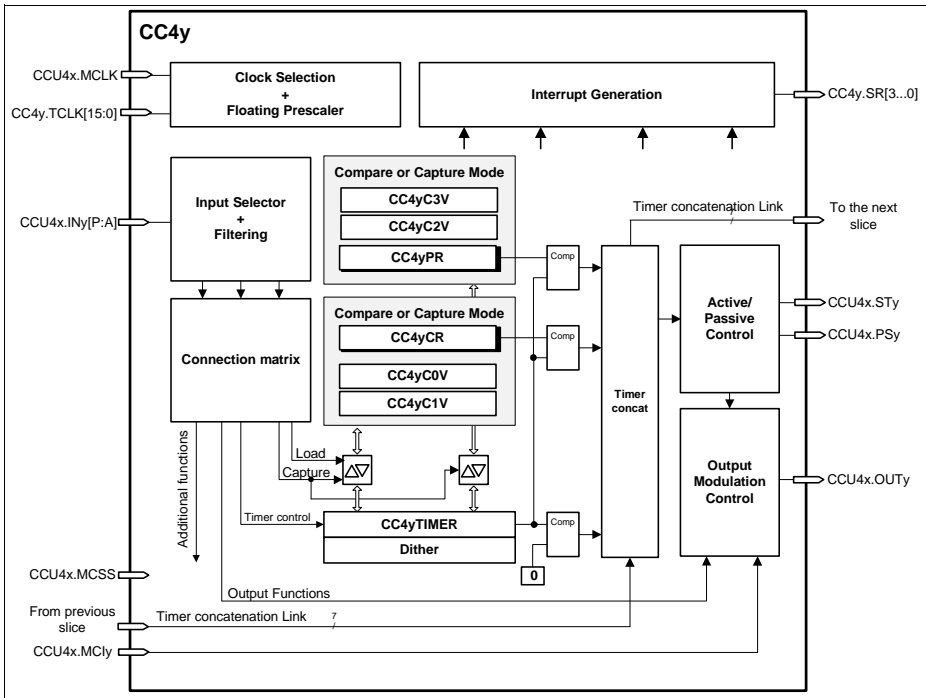 CC4y
CCU4x.MCLK
CC4y.TCLK[15:0]
Clock Selection
+
Floating Prescaler
Interrupt Generation
CC4y.SR[3...0]
CCU4x.INy[P:A]
Input Selector
+
Filtering
Compare or Capture Mode
CC4yC3V
CC4yC2V
CC4yPR
Comp
Timer concatenation Link
7
To the next
slice
Connection matrix
Compare or Capture Mode
CC4yCR
CC4yC0V
CC4yC1V
Comp
Timer
concat
Active/
Passive
Control
CCU4x.STy
CCU4x.PSy
Additional functions
Load
Capture
Timer control
CC4yTIMER
Dither
Comp
0
Output
Modulation
Control
CCU4x.OUTy
CCU4x.MCSS
Output Functions
From previous
slice
Timer concatenation Link
7
CCU4x.MCIy